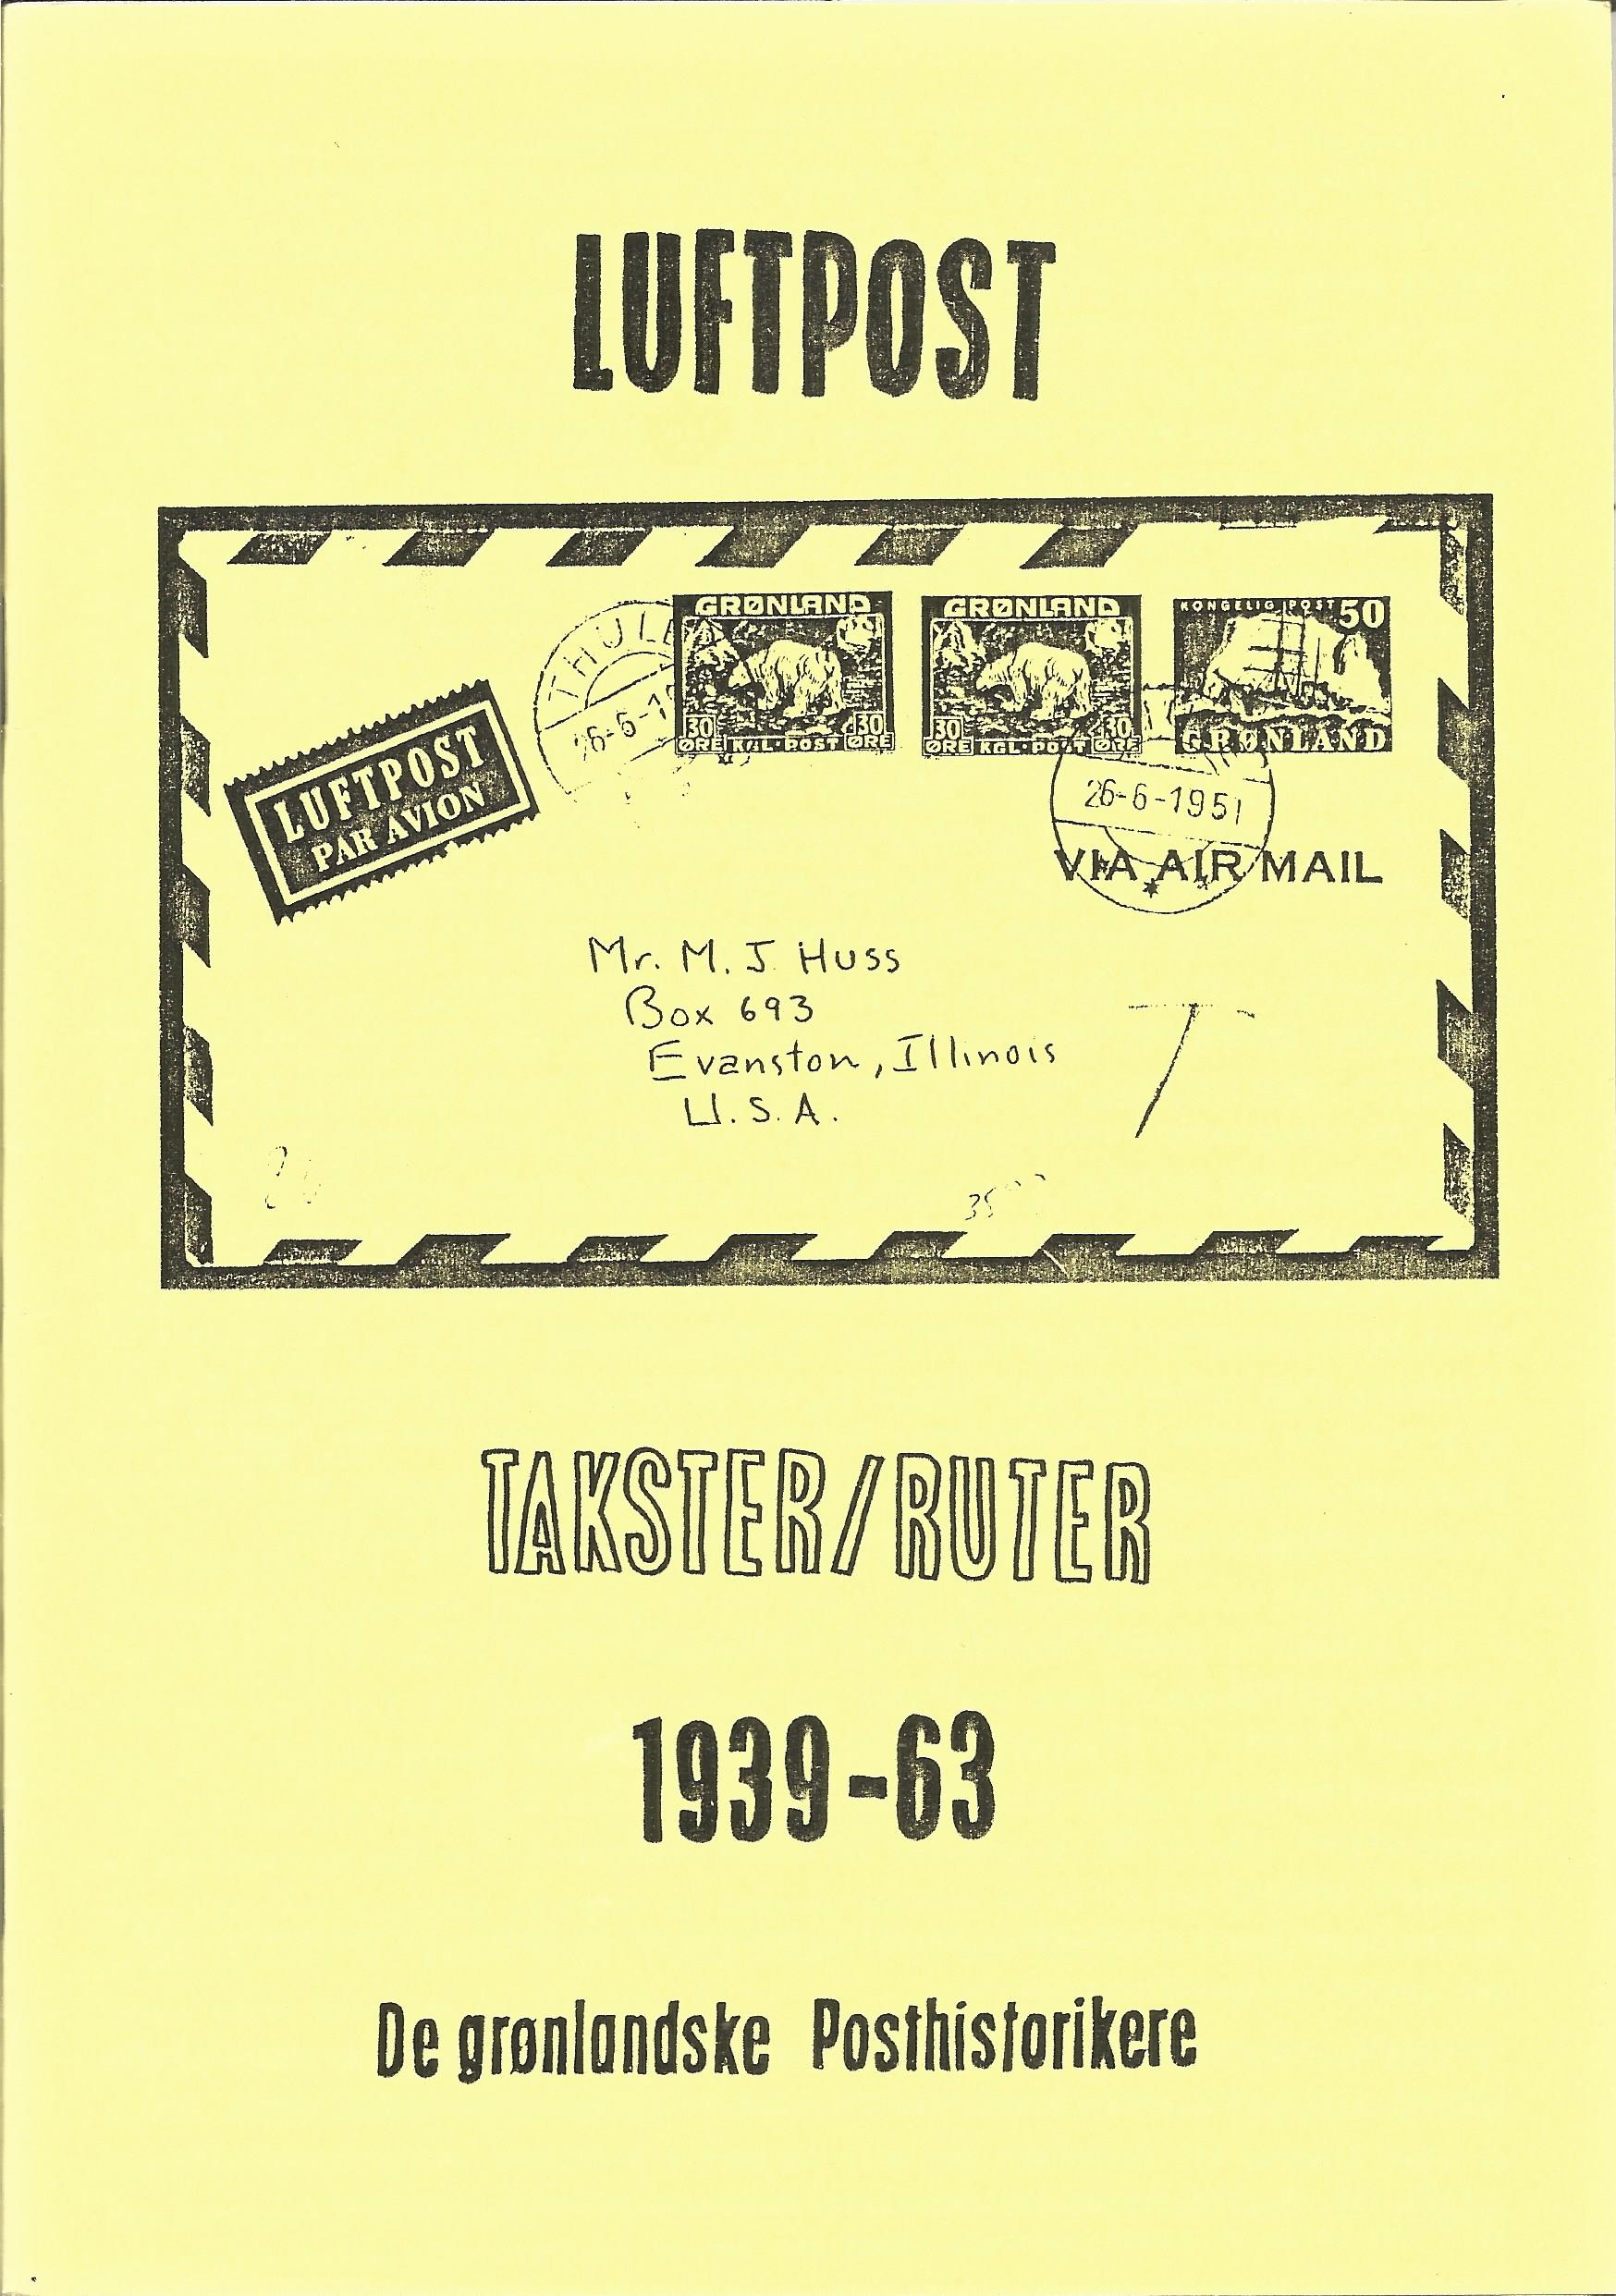 LUFTPOST
GRØNLAND
GRØNLAND
KONGELIG POST 50
THULE
30 30
ØRE KGL·POST ØRE
30 30
ØRE KGL·POST ØRE
GRØNLAND
26-6-19
LUFTPOST
PAR AVION
26-6-1951
VIA AIR MAIL
Mr. M. J. Huss
Box 693
Evanston, Illinois
U.S.A.
T
35
TAKSTER/RUTER
1939-63
De grønlandske Posthistorikere